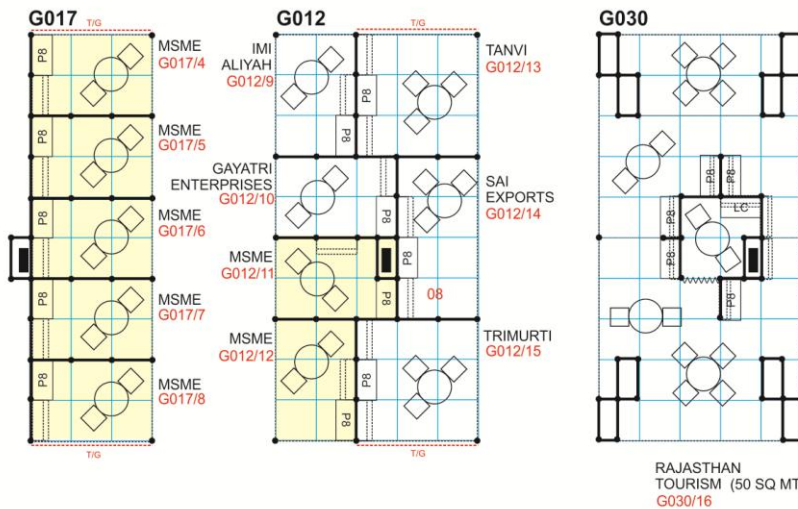 G017
T/G
P8
MSME
G017/4
P8
MSME
G017/5
P8
MSME
G017/6
P8
MSME
G017/7
P8
MSME
G017/8
T/G
G012
T/G
IMI
ALIYAH
G012/9
P8
P8
TANVI
G012/13
GAYATRI
ENTERPRISES
G012/10
P8
SAI
EXPORTS
G012/14
P8
MSME
G012/11
P8
08
MSME
G012/12
P8
P8
TRIMURTI
G012/15
T/G
G030
P8
P8
P8
LC
P8
P8
RAJASTHAN
TOURISM (50 SQ MT
G030/16